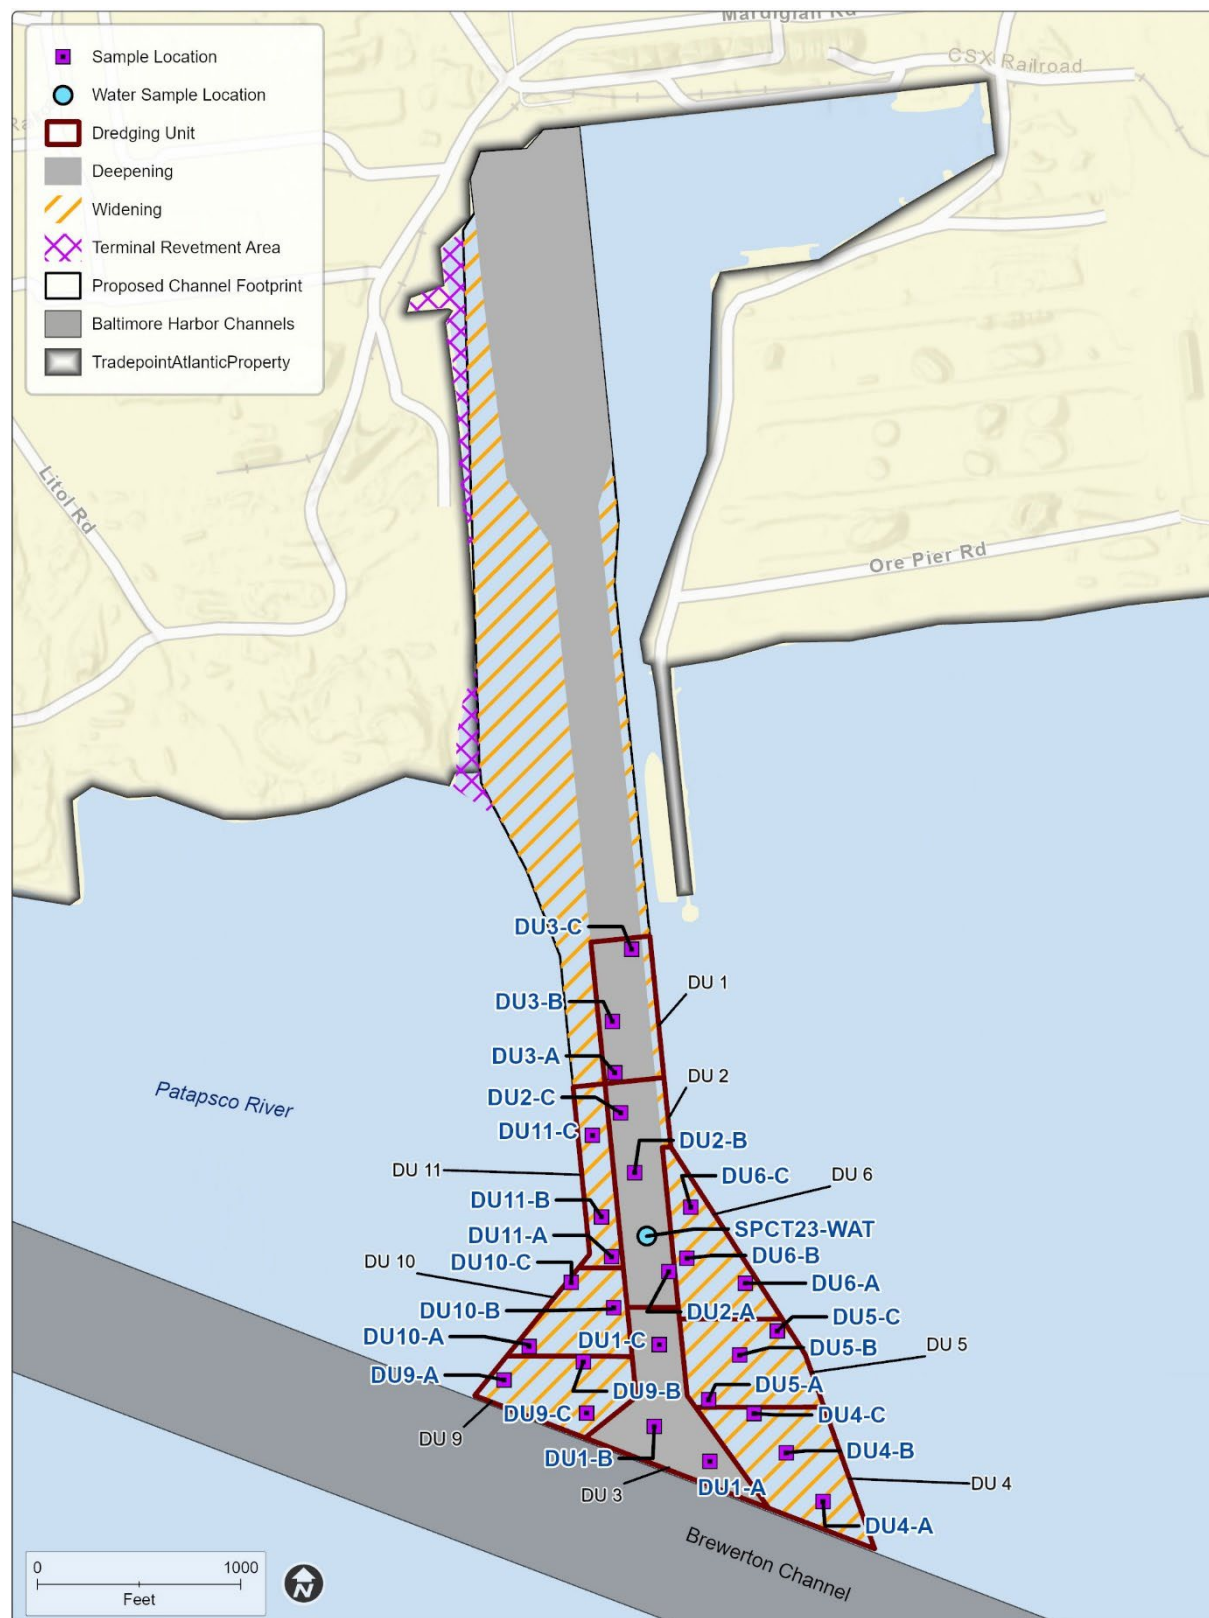 Mardigian Rd
CSX Railroad
Sample Location
Water Sample Location
Dredging Unit
Deepening
Widening
Terminal Revetment Area
Proposed Channel Footprint
Baltimore Harbor Channels
TradepointAtlanticProperty
Litol Rd
Ore Pier Rd
DU3-C
DU 1
DU3-B
DU3-A
DU 2
Patapsco River
DU2-C
DU11-C
DU2-B
DU 11
DU6-C
DU 6
DU11-B
SPCT23-WAT
DU11-A
DU 10
DU10-C
DU6-B
DU6-A
DU10-B
DU2-A
DU5-C
DU10-A
DU1-C
DU5-B
DU 5
DU9-A
DU9-B
DU5-A
DU9-C
DU4-C
DU 9
DU1-B
DU4-B
DU 3
DU1-A
DU 4
DU4-A
Brewerton Channel
0 1000
Feet
N